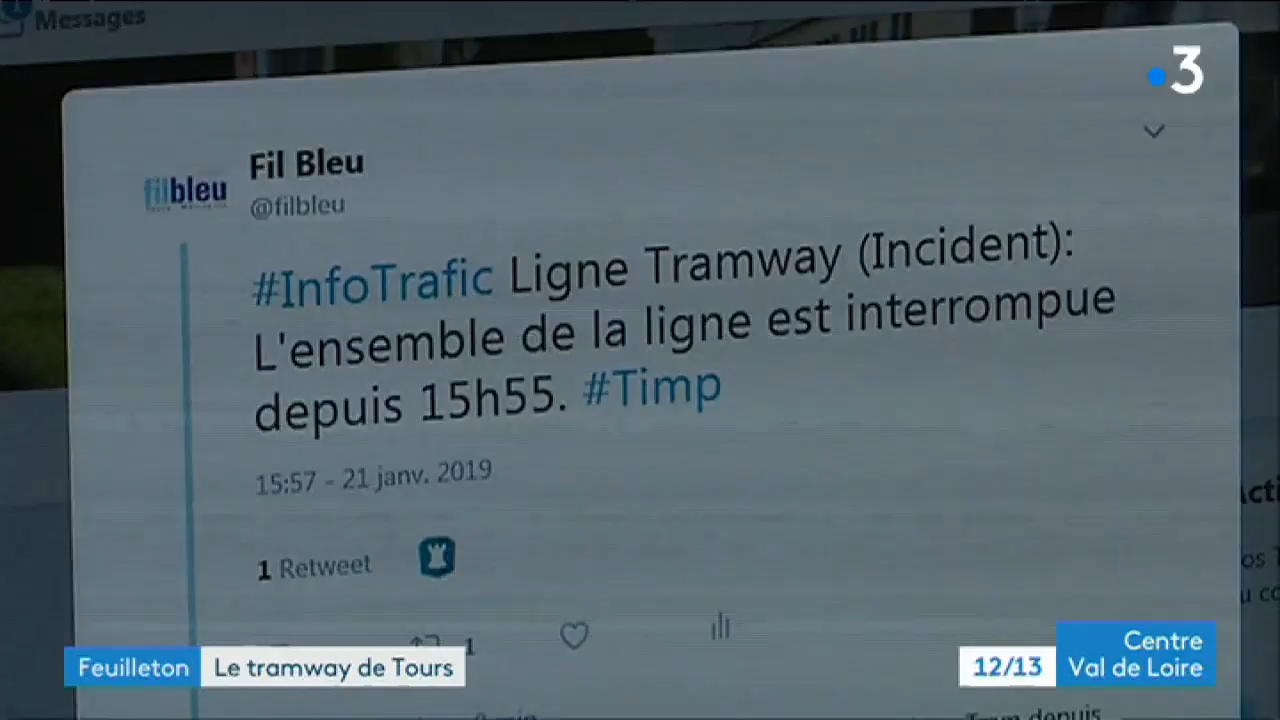 Messages
3
filbleu
Fil Bleu
@filbleu
#InfoTrafic Ligne Tramway (Incident):
L'ensemble de la ligne est interrompue
depuis 15h55. #Timp
15:57 - 21 janv. 2019
1 Retweet
1
Feuilleton
Le tramway de Tours
12/13
Centre
Val de Loire
Tram depuis